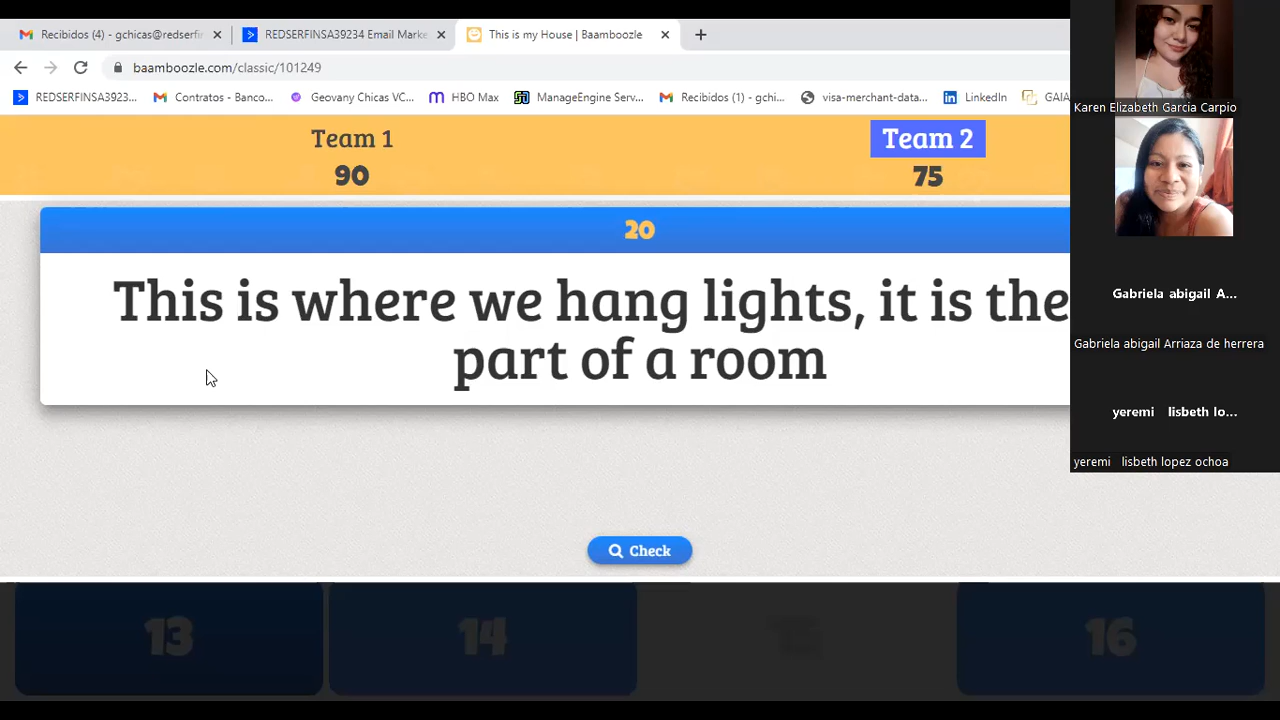 Recibidos (4) - gchicas@redserfin
REDSERFINSA39234 Email Marke
This is my House | Baamboozle
baamboozle.com/classic/101249
REDSERFINSA3923...
Contratos - Banco...
Geovany Chicas VC...
HBO Max
ManageEngine Serv...
Recibidos (1) - gchi...
visa-merchant-data...
LinkedIn
GAIA
Team 1
90
Team 2
75
20
This is where we hang lights, it is the
part of a room
Check
13
14
16
Karen Elizabeth Garcia Carpio
Gabriela abigail A...
Gabriela abigail Arriaza de herrera
yeremi lisbeth lo...
yeremi lisbeth lopez ochoa